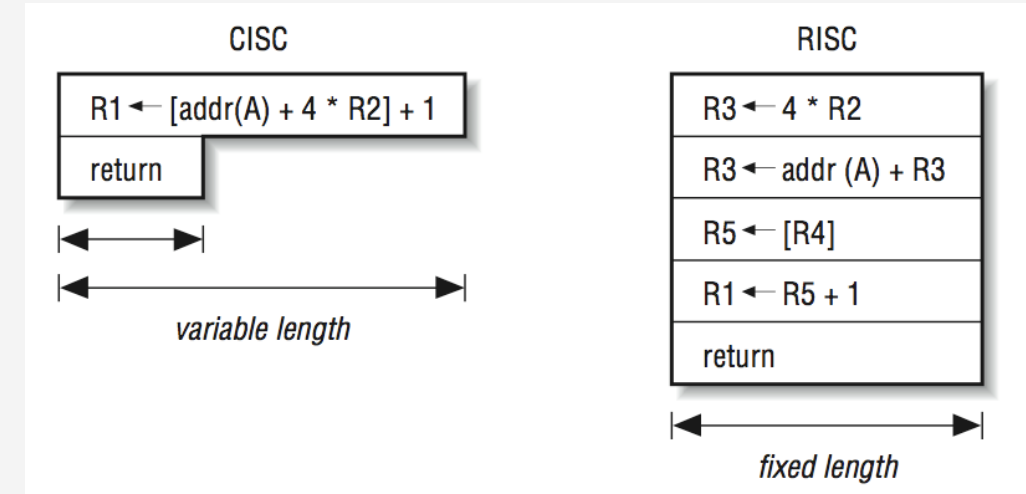 CISC
R1 ← [addr(A) + 4 * R2] + 1
return
variable length
RISC
R3 ← 4 * R2
R3 ← addr (A) + R3
R5 ← [R4]
R1 ← R5 + 1
return
fixed length